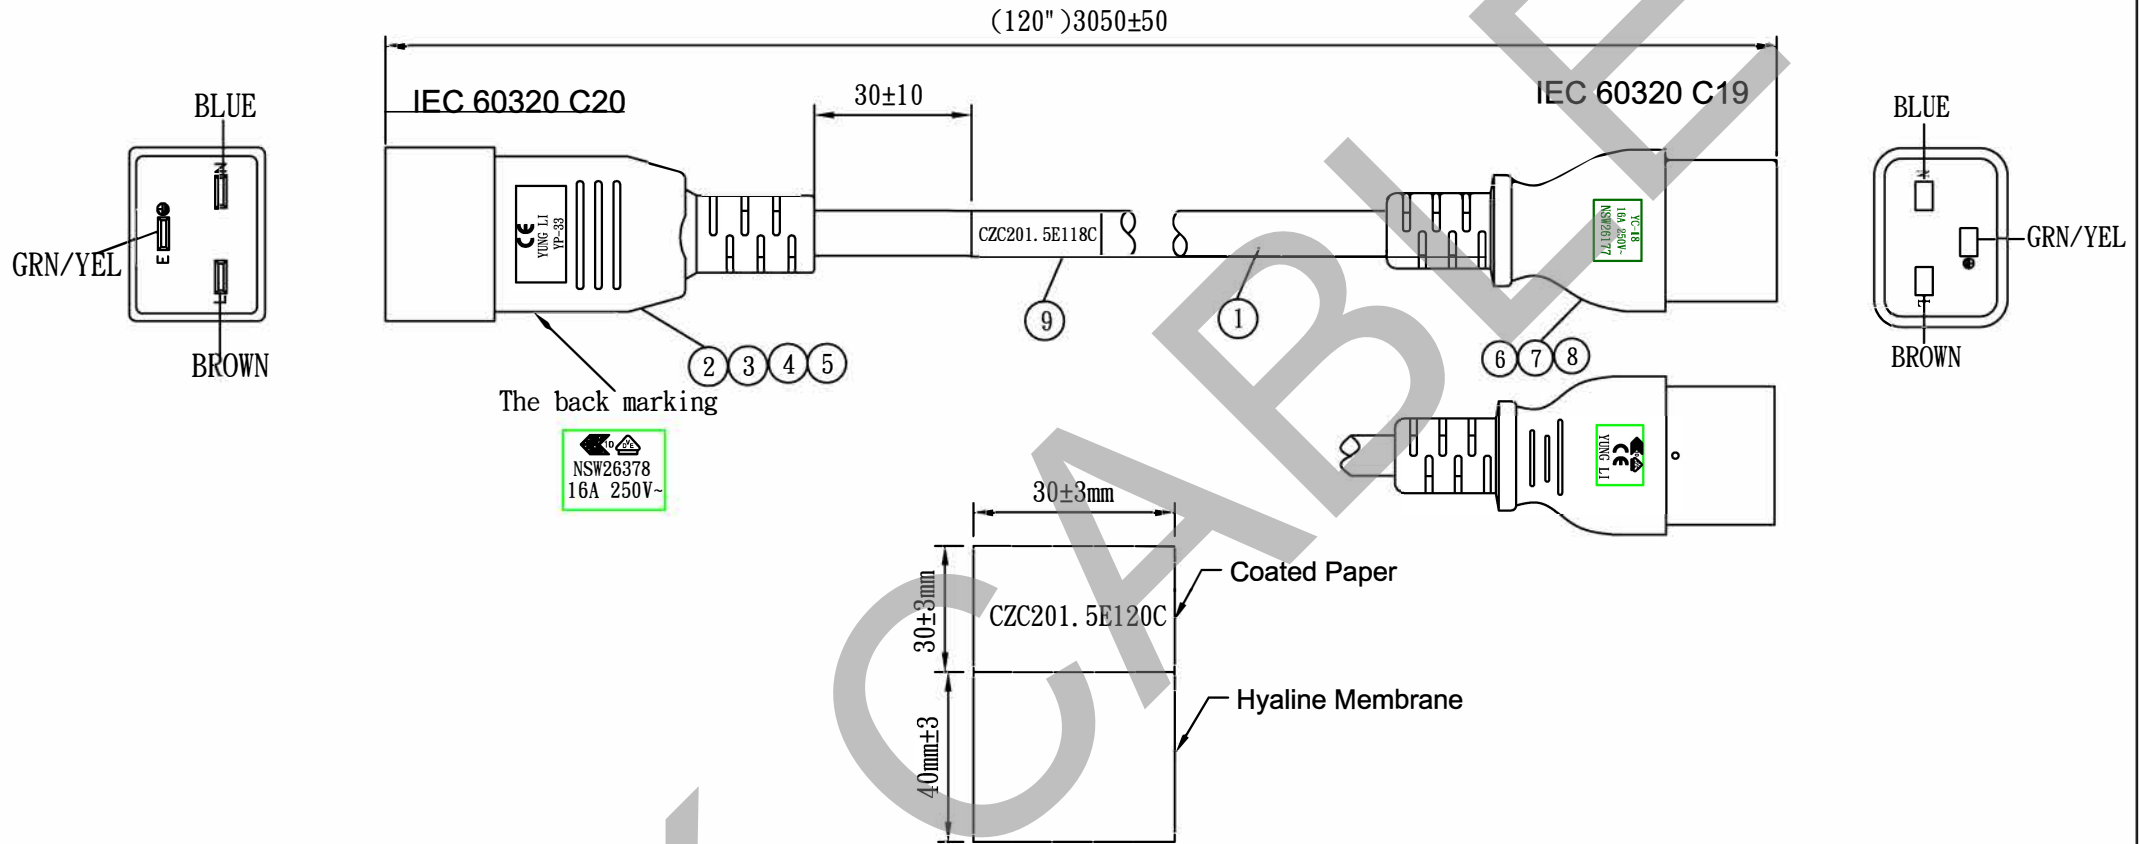 (120")3050±50
IEC 60320 C20
30±10
IEC 60320 C19
BLUE
N
E
L
GRN/YEL
BROWN
CE
YUNG LI
YP-33
CZC201.5E118C
YC-18
16A 250V~
NSW26177
BLUE
N
L
GRN/YEL
BROWN
9
1
2 3 4 5
6 7 8
The back marking
10
NSW26378
16A 250V~
CE
YUNG LI
30±3mm
30±3mm
CZC201.5E120C
Coated Paper
40mm±3
Hyaline Membrane
CABLE